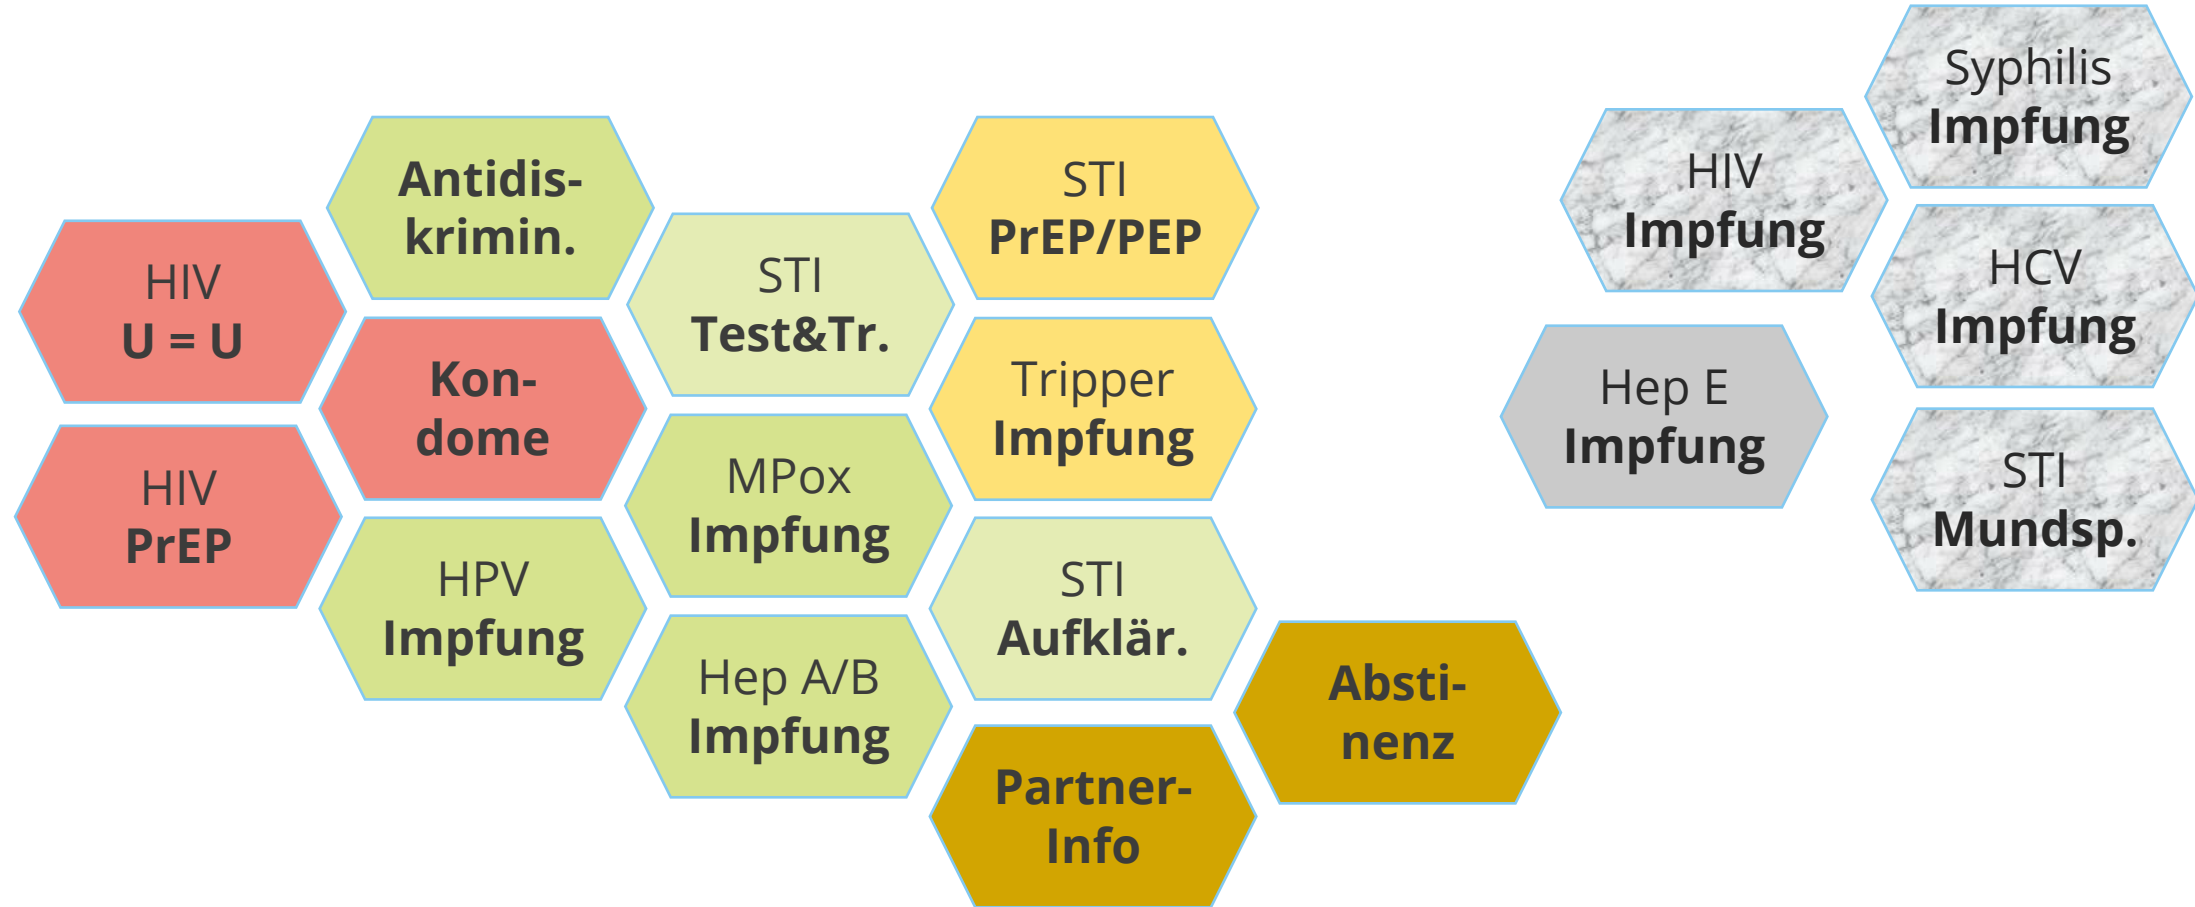 HIV
U = U
HIV
PrEP
Antidis-
krimin.
Kon-
dome
HPV
Impfung
STI
Test&Tr.
MPox
Impfung
Hep A/B
Impfung
STI
PrEP/PEP
Tripper
Impfung
STI
Aufklär.
Partner-
Info
Absti-
nenz
HIV
Impfung
Hep E
Impfung
Syphilis
Impfung
HCV
Impfung
STI
Mundsp.